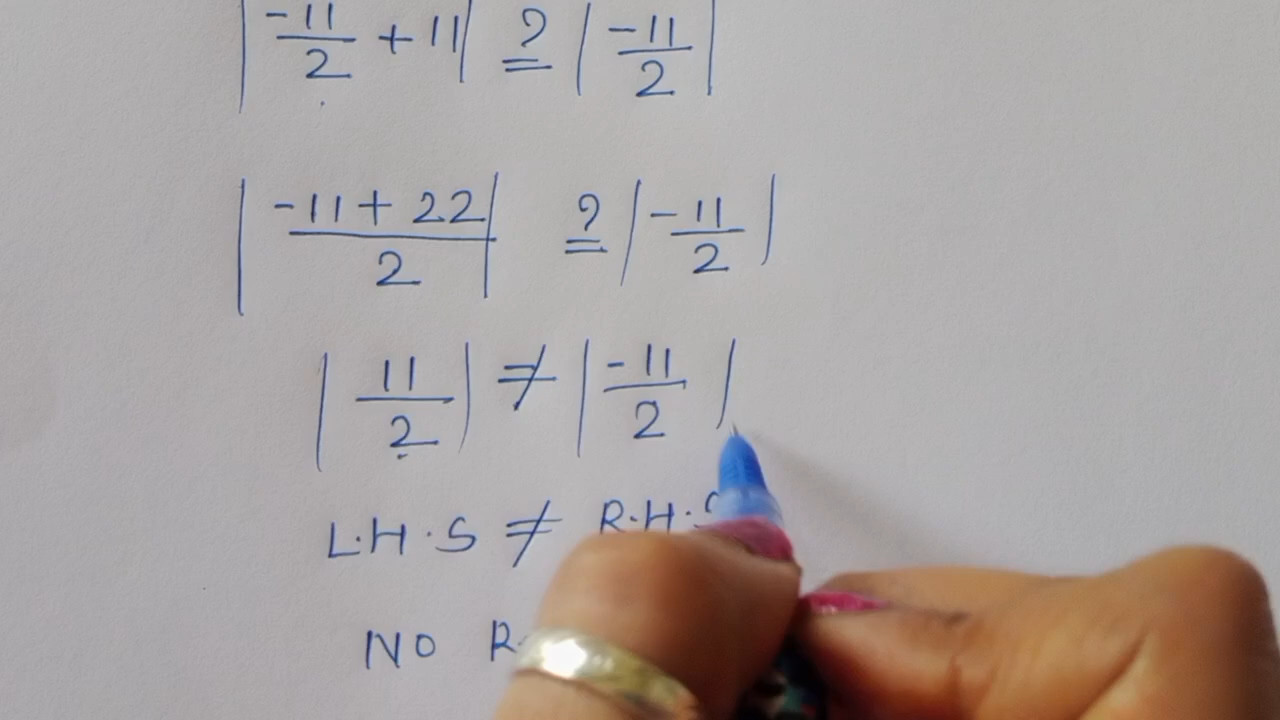 |-11/2 + 11| ≟ |-11/2|
|(-11 + 22)/2| ≟ |-11/2|
|11/2| ≠ |-11/2|
L.H.S ≠ R.H.S
NO